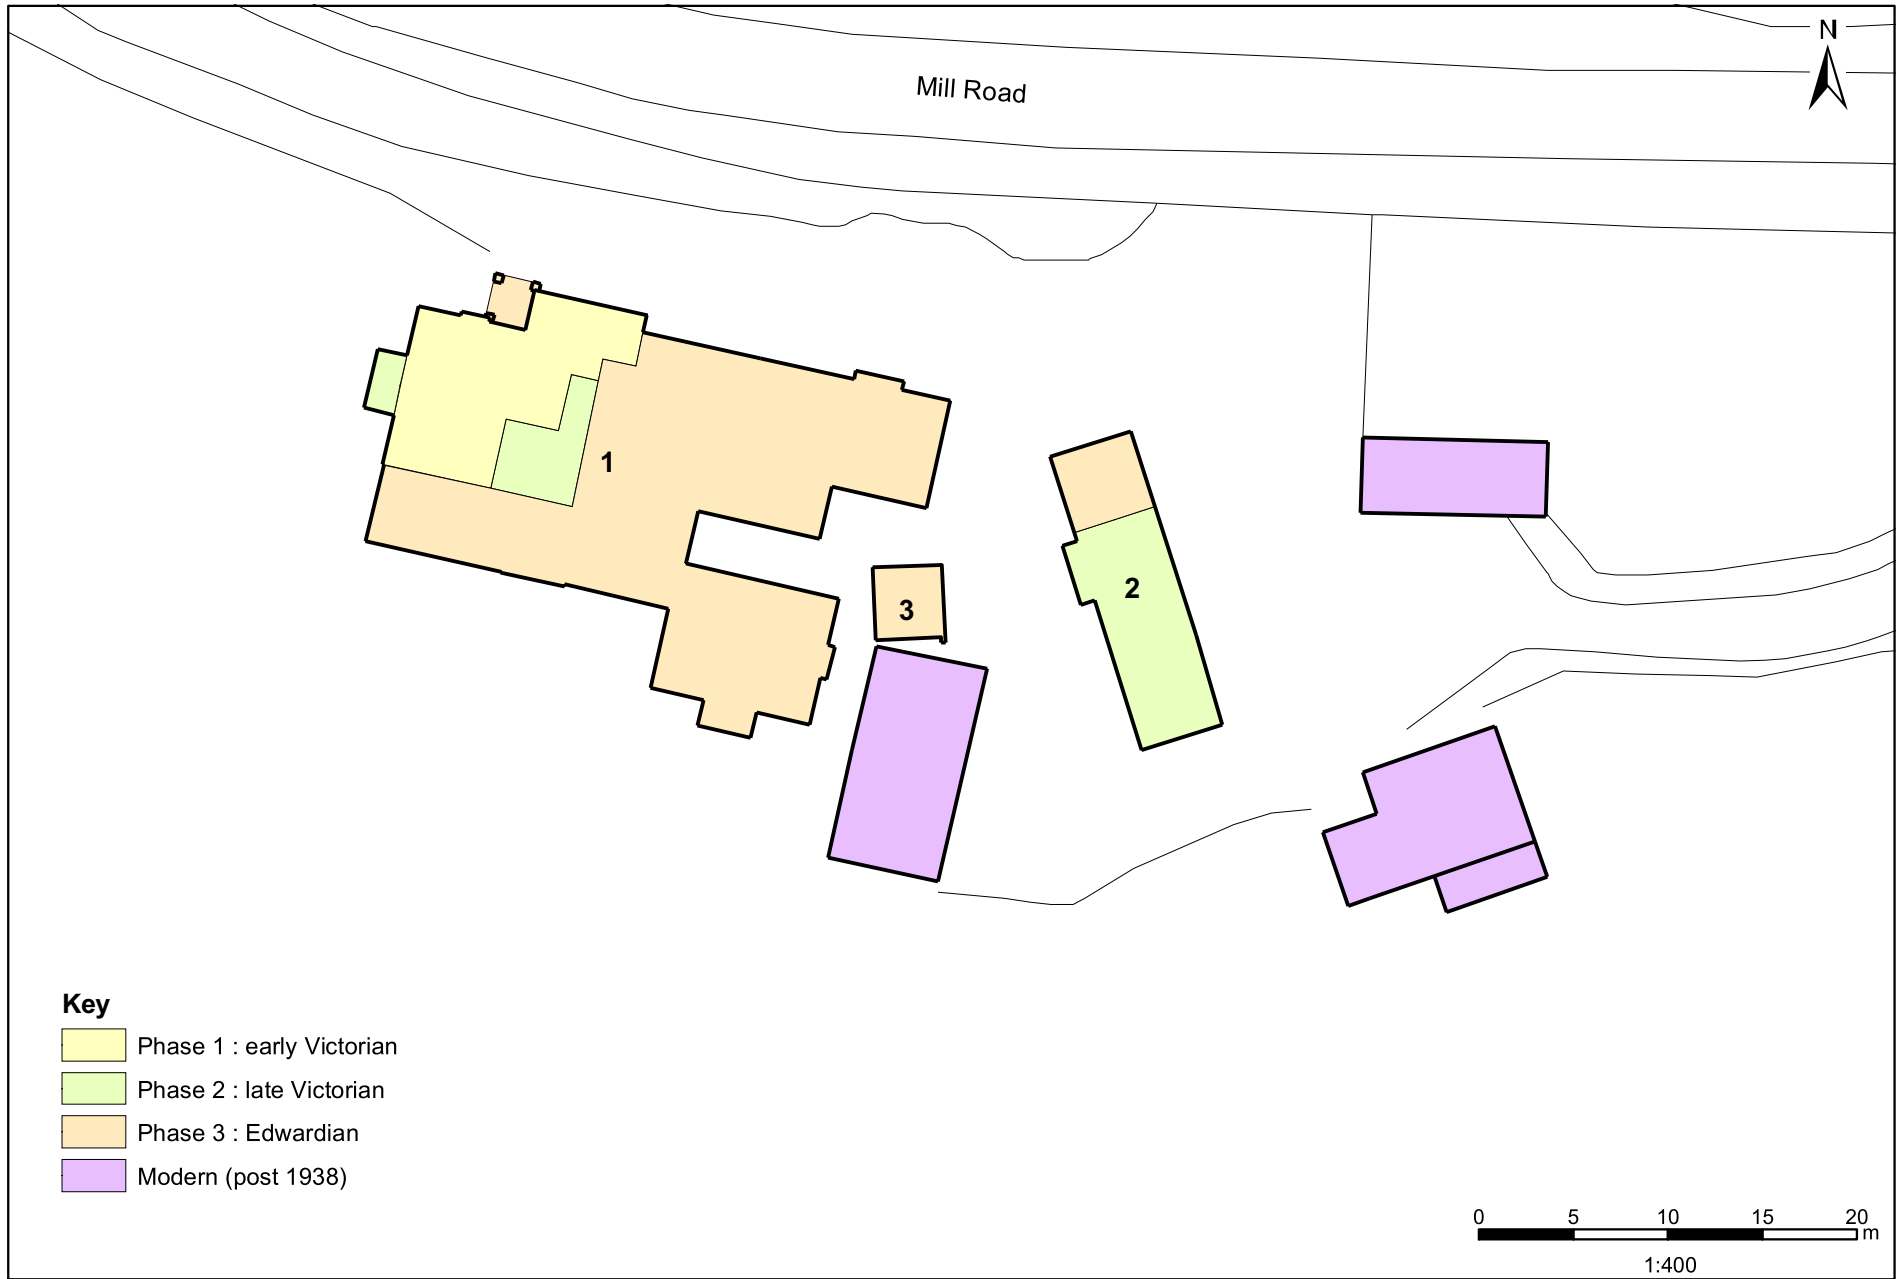 N
Mill Road
1
2
3
Key
Phase 1 : early Victorian
Phase 2 : late Victorian
Phase 3 : Edwardian
Modern (post 1938)
0 5 10 15 20
m
1:400